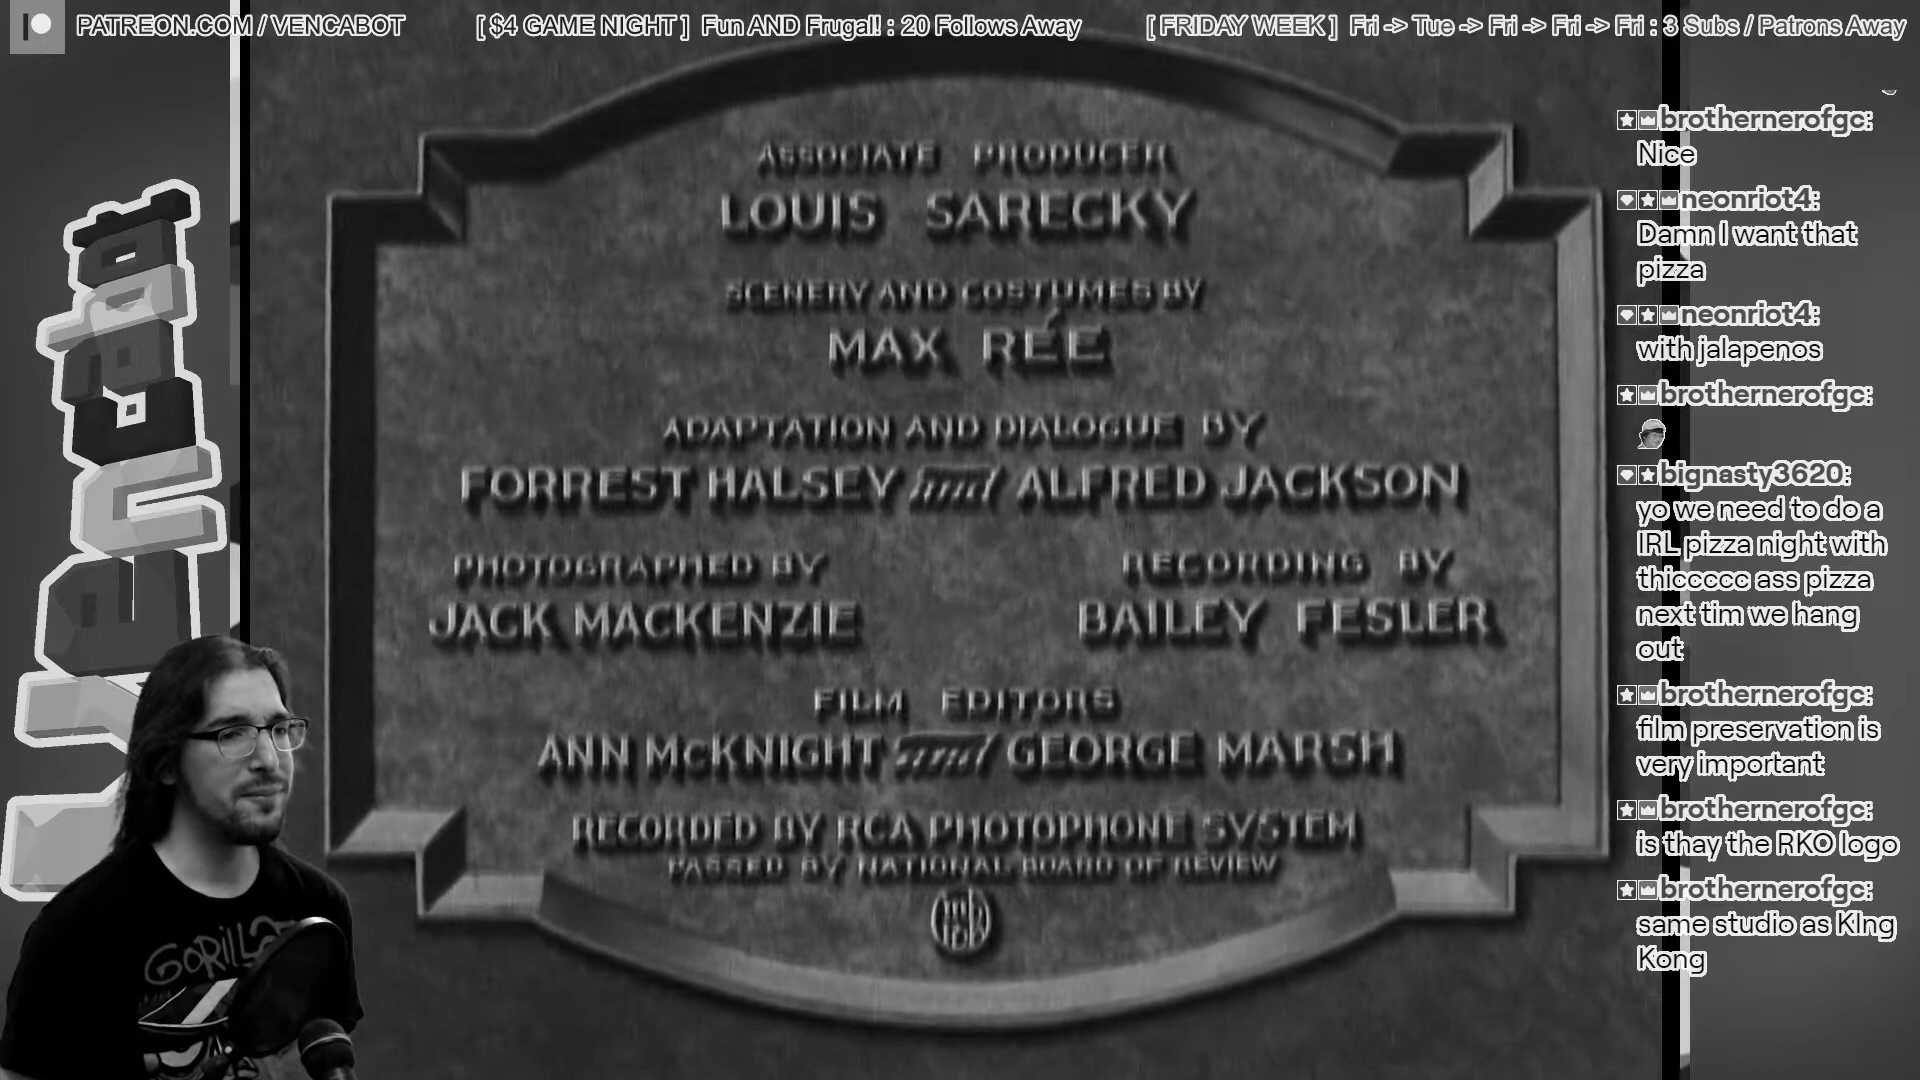 PATREON.COM / VENCABOT
[ $4 GAME NIGHT ] Fun AND Frugal! : 20 Follows Away
[ FRIDAY WEEK ] Fri -> Tue -> Fri -> Fri -> Fri : 3 Subs / Patrons Away
ASSOCIATE PRODUCER
LOUIS SARECKY
SCENERY AND COSTUMES BY
MAX RÉE
ADAPTATION AND DIALOGUE BY
FORREST HALSEY and ALFRED JACKSON
PHOTOGRAPHED BY
JACK MACKENZIE
RECORDING BY
BAILEY FESLER
FILM EDITORS
ANN McKNIGHT and GEORGE MARSH
RECORDED BY RCA PHOTOPHONE SYSTEM
PASSED BY NATIONAL BOARD OF REVIEW
brothernerofgc:
Nice
neonriot4:
Damn I want that
pizza
neonriot4:
with jalapenos
brothernerofgc:
bignasty3620:
yo we need to do a
IRL pizza night with
thiccccc ass pizza
next tim we hang
out
brothernerofgc:
film preservation is
very important
brothernerofgc:
is thay the RKO logo
brothernerofgc:
same studio as KIng
Kong
Vencabot